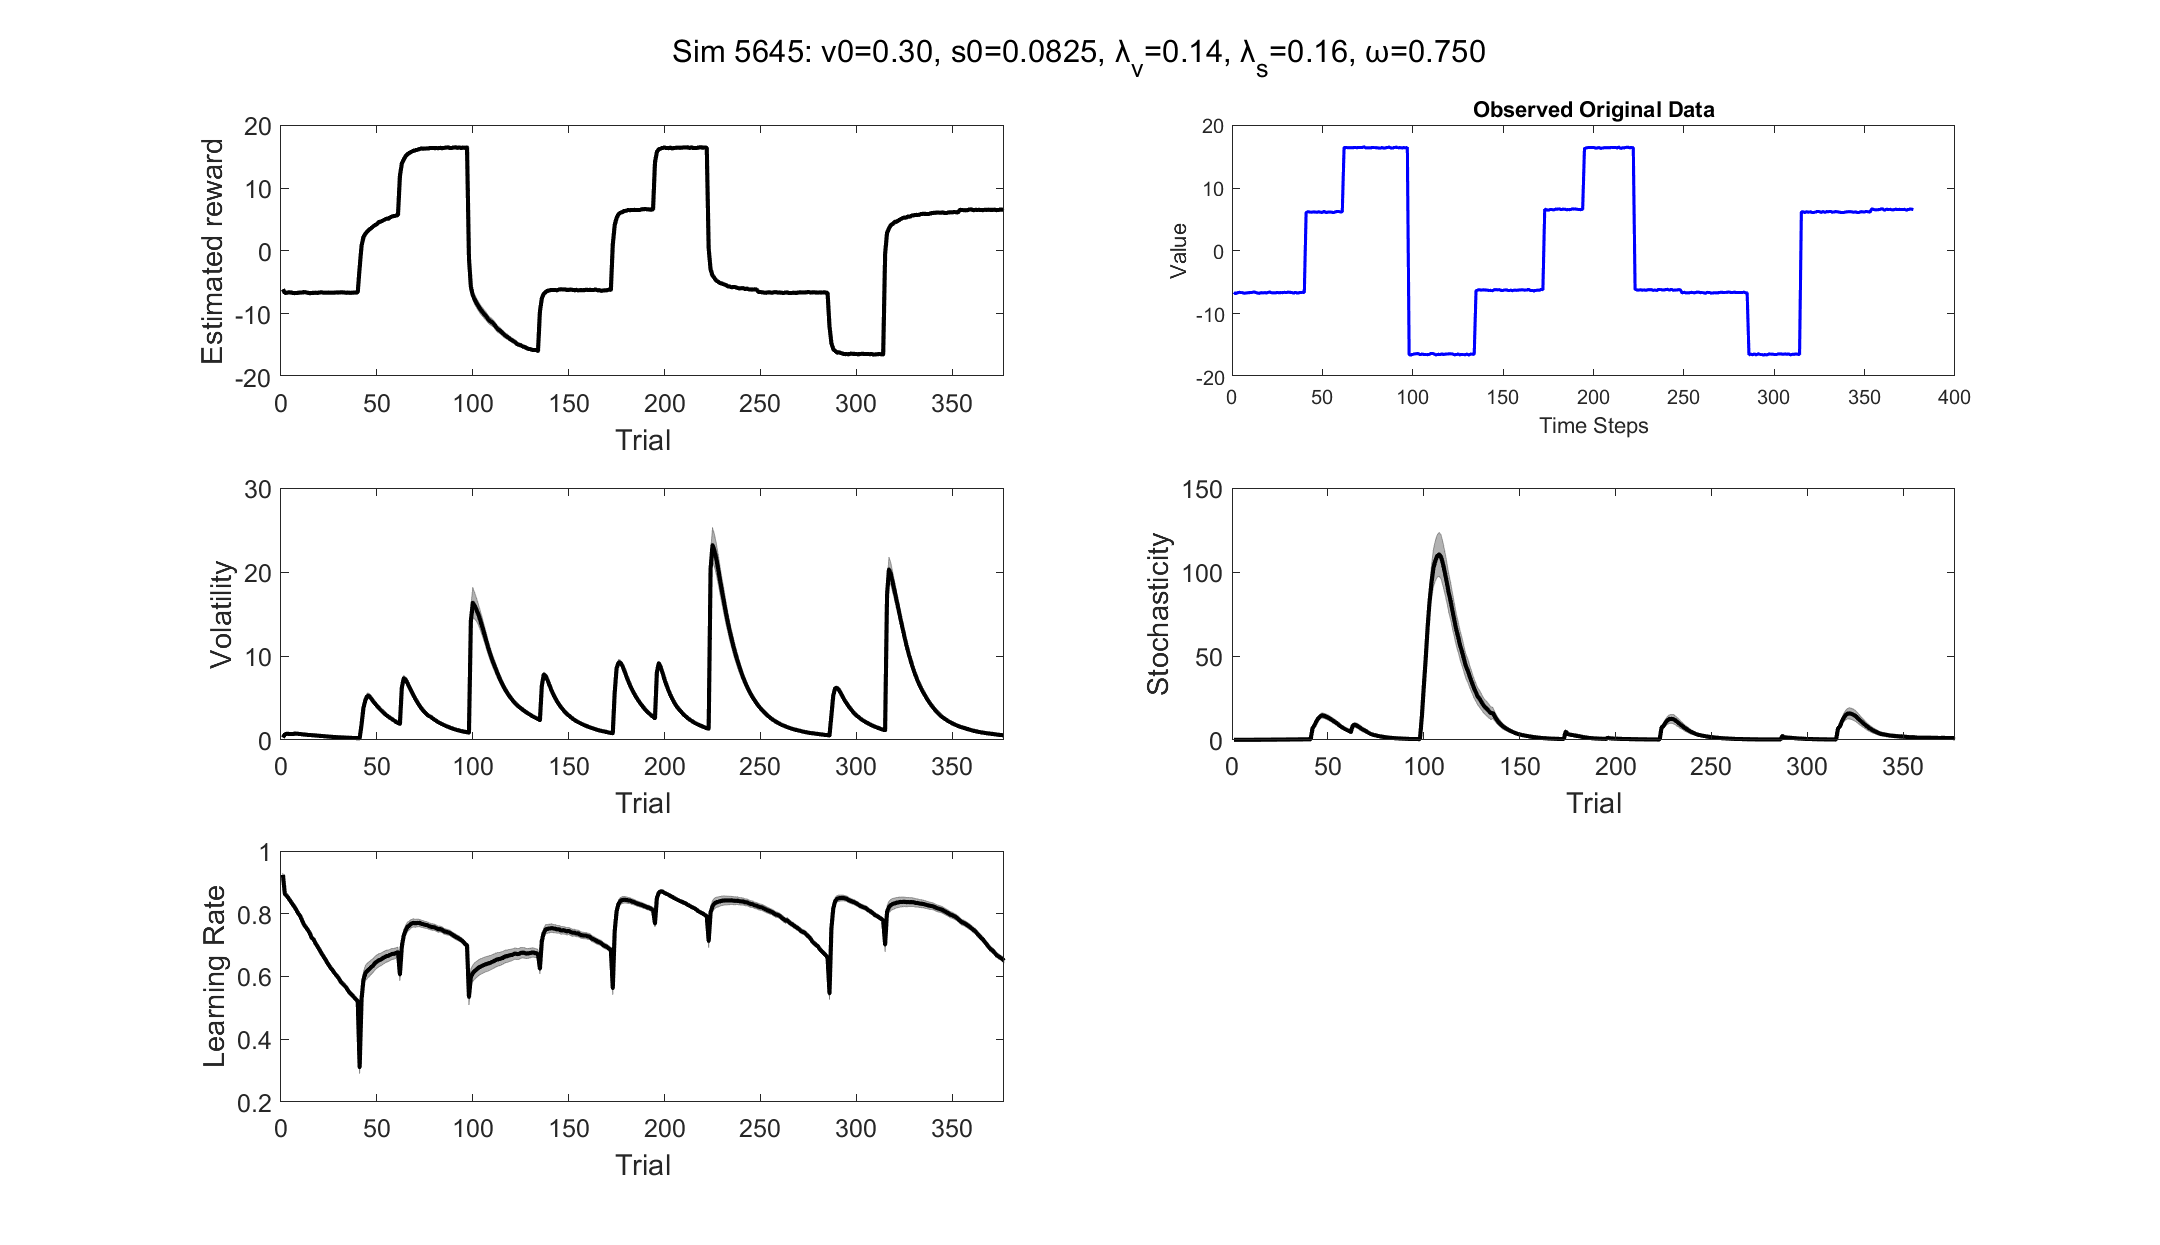 Sim 5645: v0=0.30, s0=0.0825, λ_v=0.14, λ_s=0.16, ω=0.750
20
10
0
-10
-20
Estimated reward
0 50 100 150 200 250 300 350
Trial
Observed Original Data
20
10
0
-10
-20
Value
0 50 100 150 200 250 300 350 400
Time Steps
30
20
10
0
Volatility
0 50 100 150 200 250 300 350
Trial
150
100
50
0
Stochasticity
0 50 100 150 200 250 300 350
Trial
1
0.8
0.6
0.4
0.2
Learning Rate
0 50 100 150 200 250 300 350
Trial